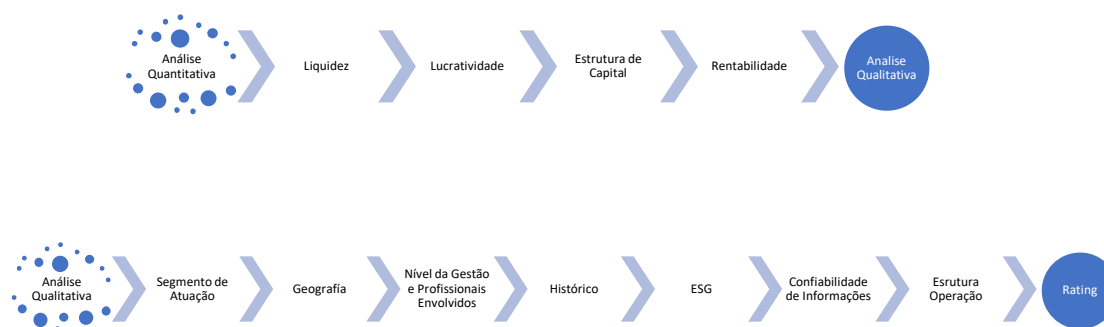 Análise
Quantitativa
Liquidez
Lucratividade
Estrutura de
Capital
Rentabilidade
Analise
Qualitativa
Análise
Qualitativa
Segmento de
Atuação
Geografía
Nível da Gestão
e Profissionais
Envolvidos
Histórico
ESG
Confiabilidade
de Informações
Esrutura
Operação
Rating